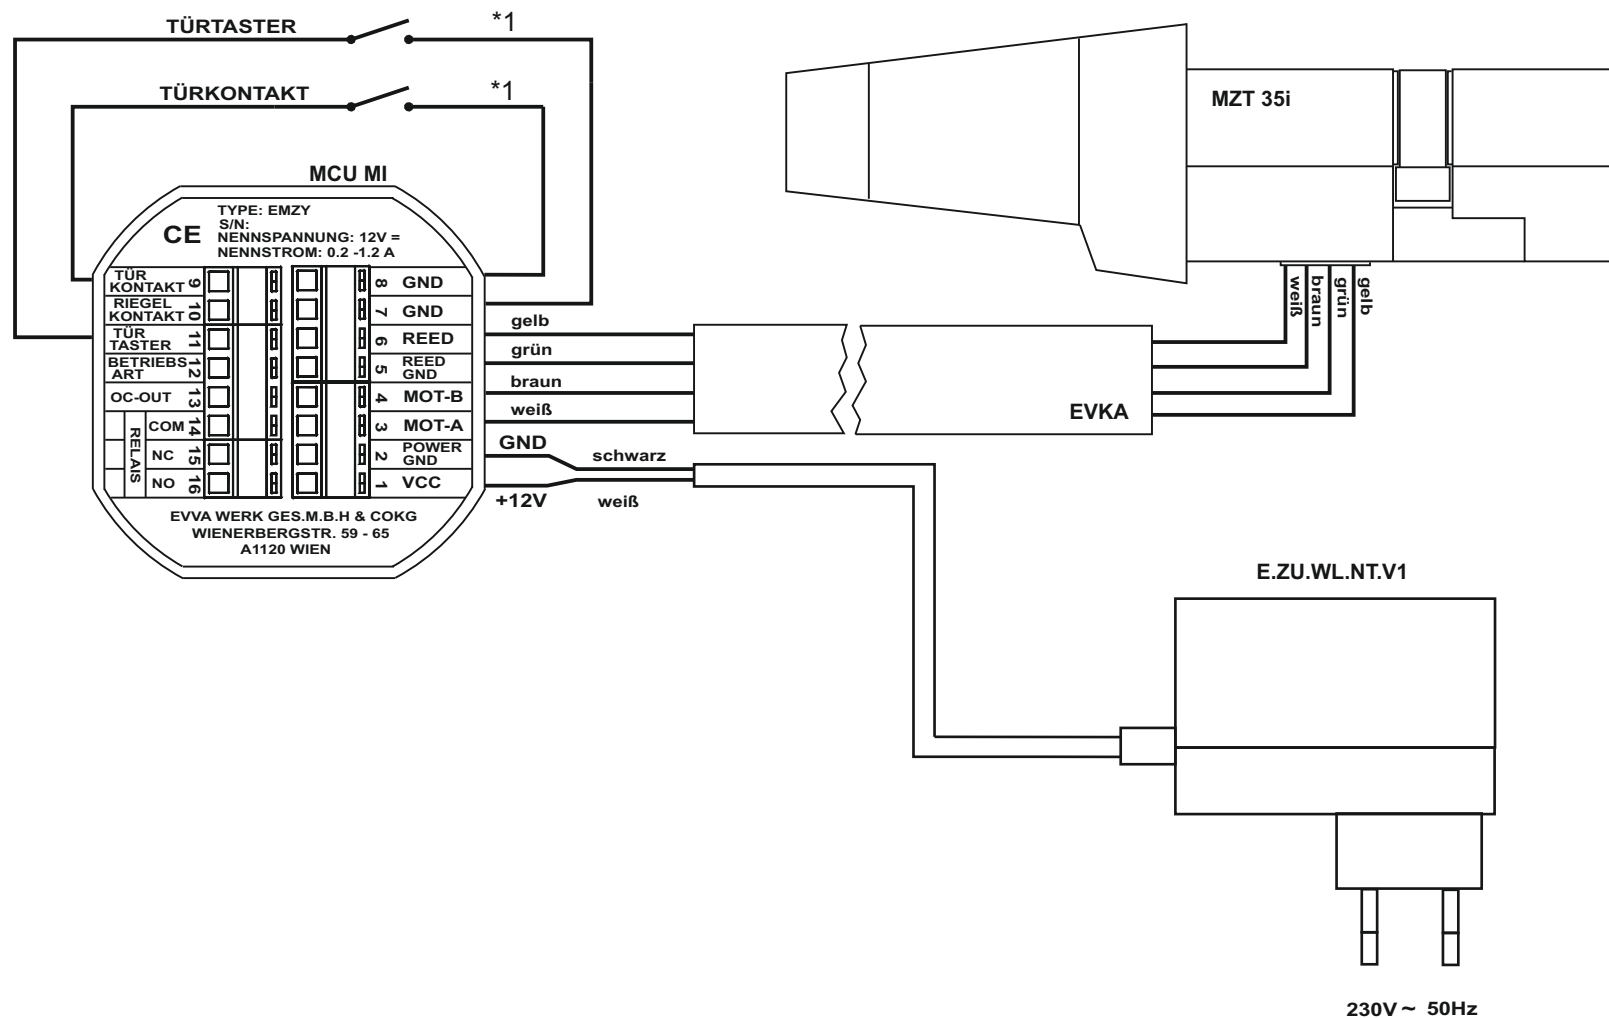 TÜRTASTER
*1
TÜRKONTAKT
*1
MZT 35i
MCU MI
TYPE: EMZY
S/N:
NENNSPANNUNG: 12V =
NENNSTROM: 0.2 -1.2 A
CE
TÜR
KONTAKT 9
RIEGEL
KONTAKT 10
TÜR
TASTER 11
BETRIEBS
ART 12
OC-OUT 13
RELAIS
COM 14
NC 15
NO 16
8 GND
7 GND
6 REED
5 REED
GND
4 MOT-B
3 MOT-A
2 POWER
GND
1 VCC
EVVA WERK GES.M.B.H & COKG
WIENERBERGSTR. 59 - 65
A1120 WIEN
gelb
grün
braun
weiß
GND
schwarz
+12V
weiß
EVKA
weiß
braun
grün
gelb
E.ZU.WL.NT.V1
230V ~ 50Hz